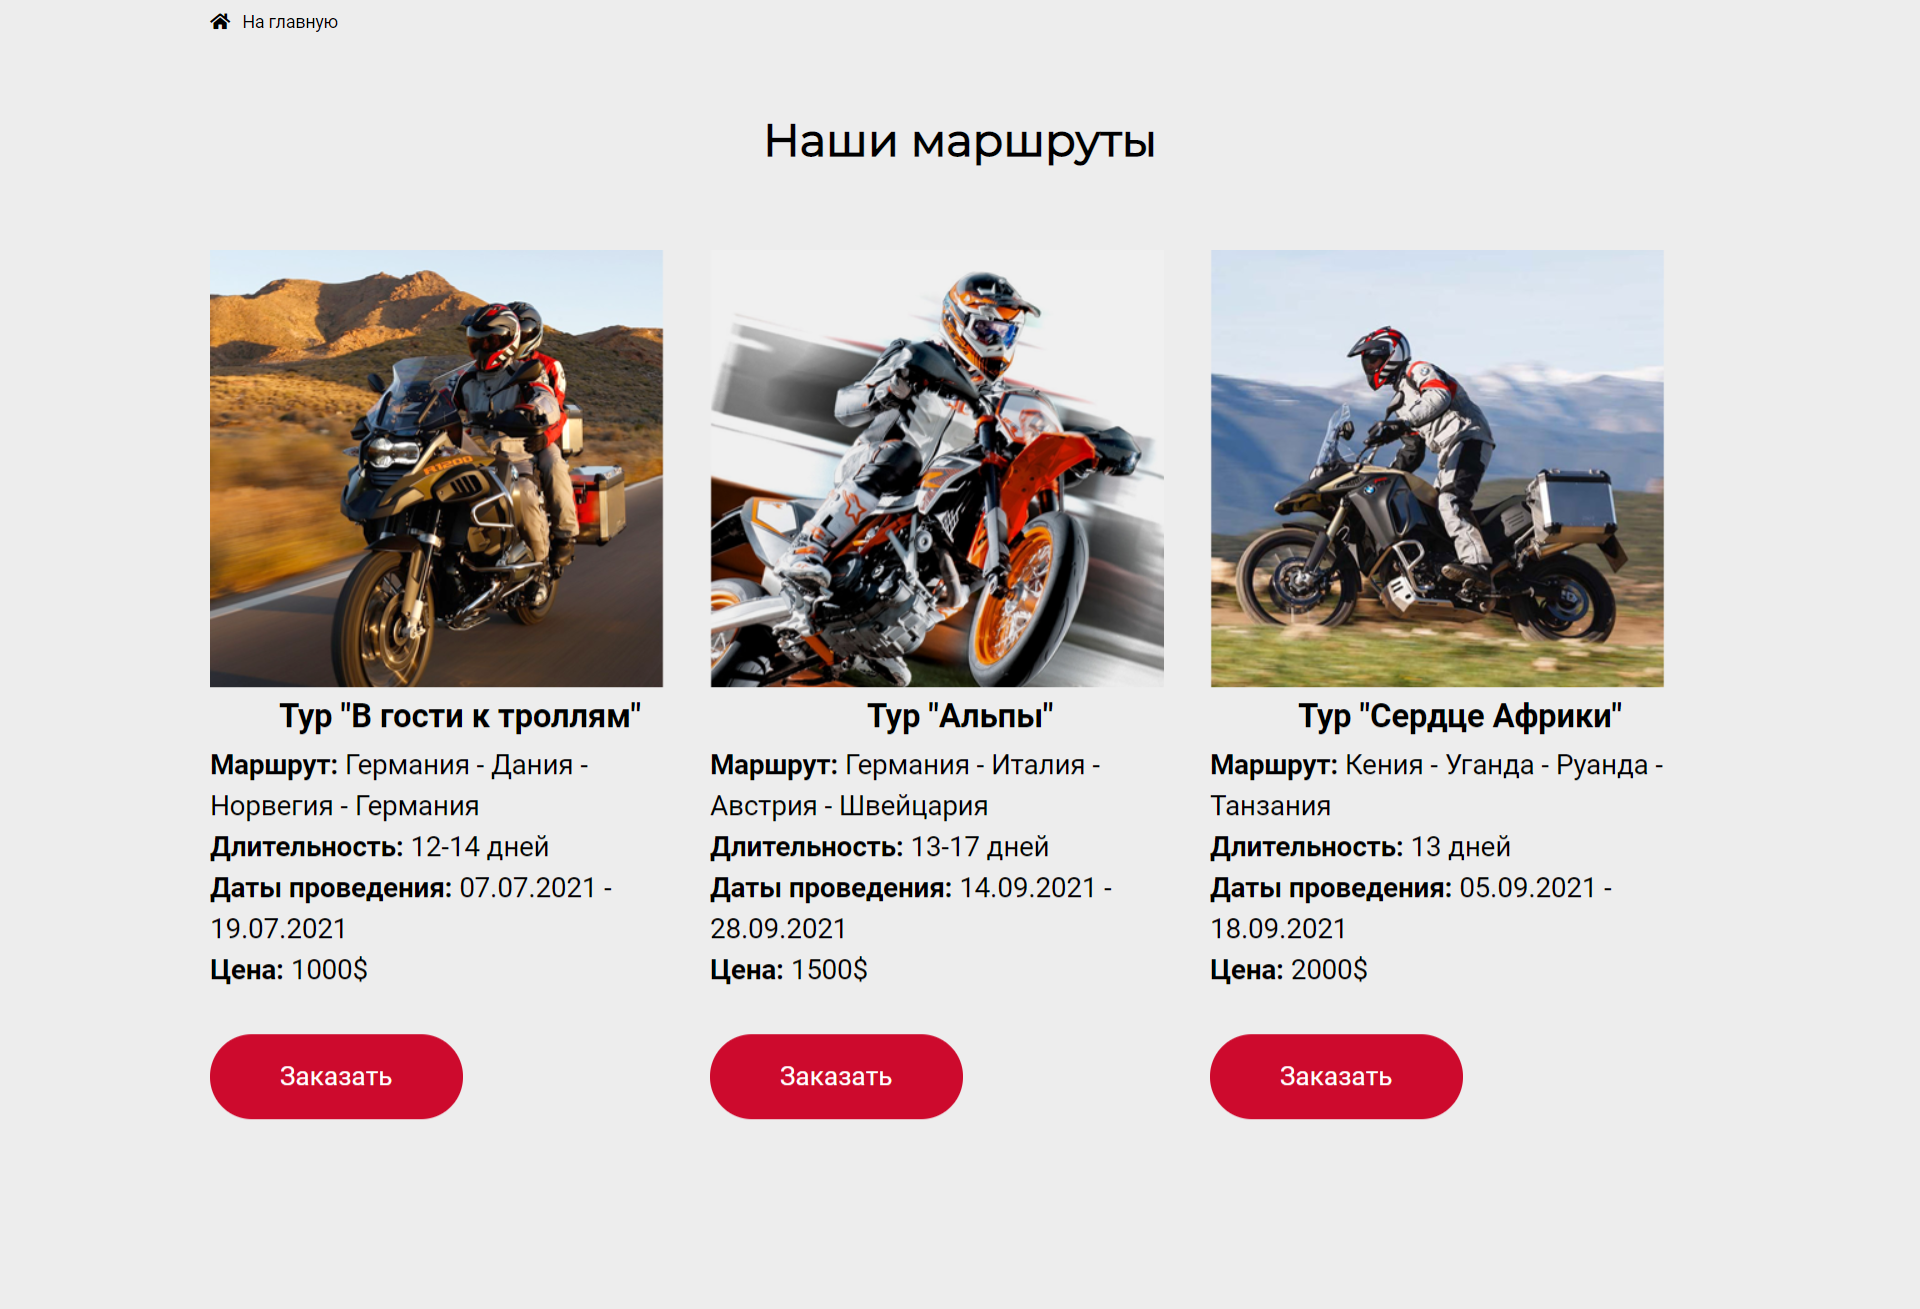 На главную
Наши маршруты
R1200
Тур "В гости к троллям"
Маршрут: Германия - Дания -
Норвегия - Германия
Длительность: 12-14 дней
Даты проведения: 07.07.2021 -
19.07.2021
Цена: 1000$
Заказать
Тур "Альпы"
Маршрут: Германия - Италия -
Австрия - Швейцария
Длительность: 13-17 дней
Даты проведения: 14.09.2021 -
28.09.2021
Цена: 1500$
Заказать
Тур "Сердце Африки"
Маршрут: Кения - Уганда - Руанда -
Танзания
Длительность: 13 дней
Даты проведения: 05.09.2021 -
18.09.2021
Цена: 2000$
Заказать